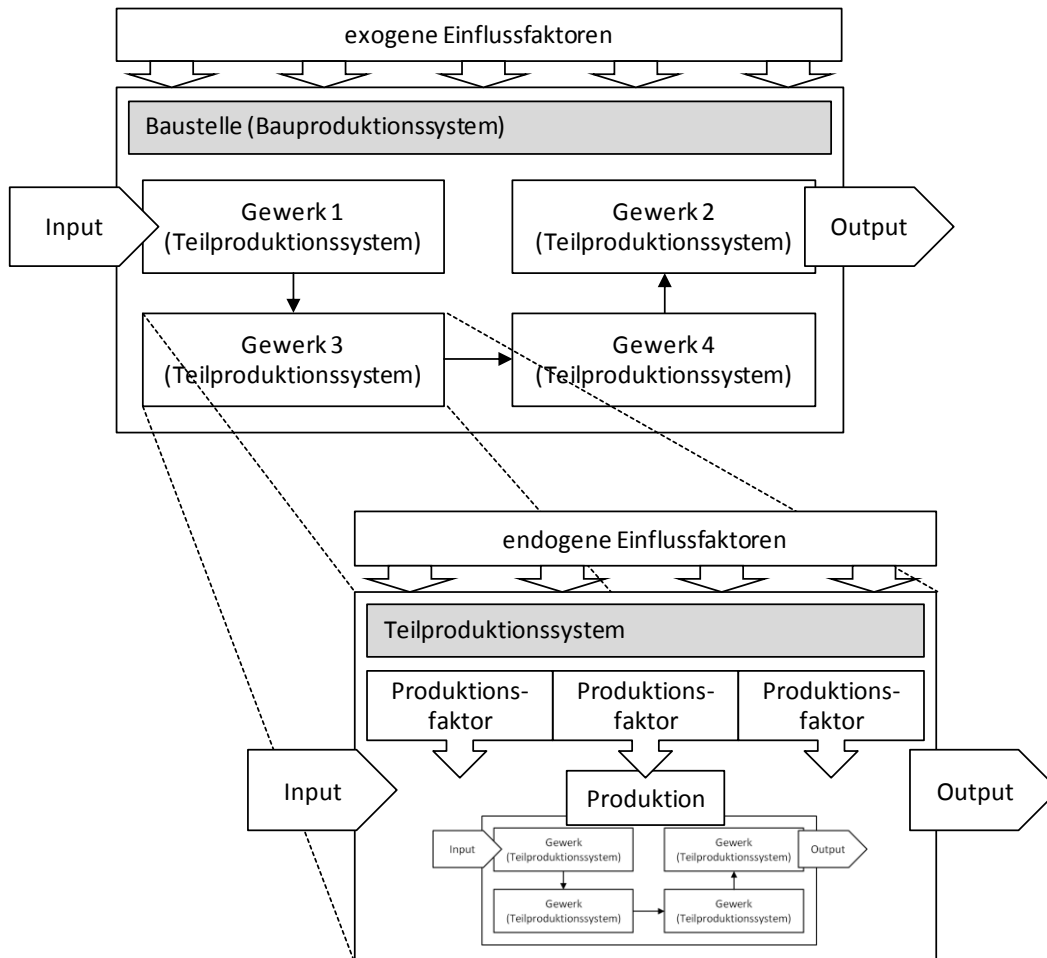 exogene Einflussfaktoren
Baustelle (Bauproduktionssystem)
Input
Gewerk 1
(Teilproduktionssystem)
Gewerk 2
(Teilproduktionssystem)
Output
Gewerk 3
(Teilproduktionssystem)
Gewerk 4
(Teilproduktionssystem)
endogene Einflussfaktoren
Teilproduktionssystem
Produktions-
faktor
Produktions-
faktor
Produktions-
faktor
Input
Produktion
Output
Input
Gewerk
(Teilproduktionssystem)
Gewerk
(Teilproduktionssystem)
Output
Gewerk
(Teilproduktionssystem)
Gewerk
(Teilproduktionssystem)